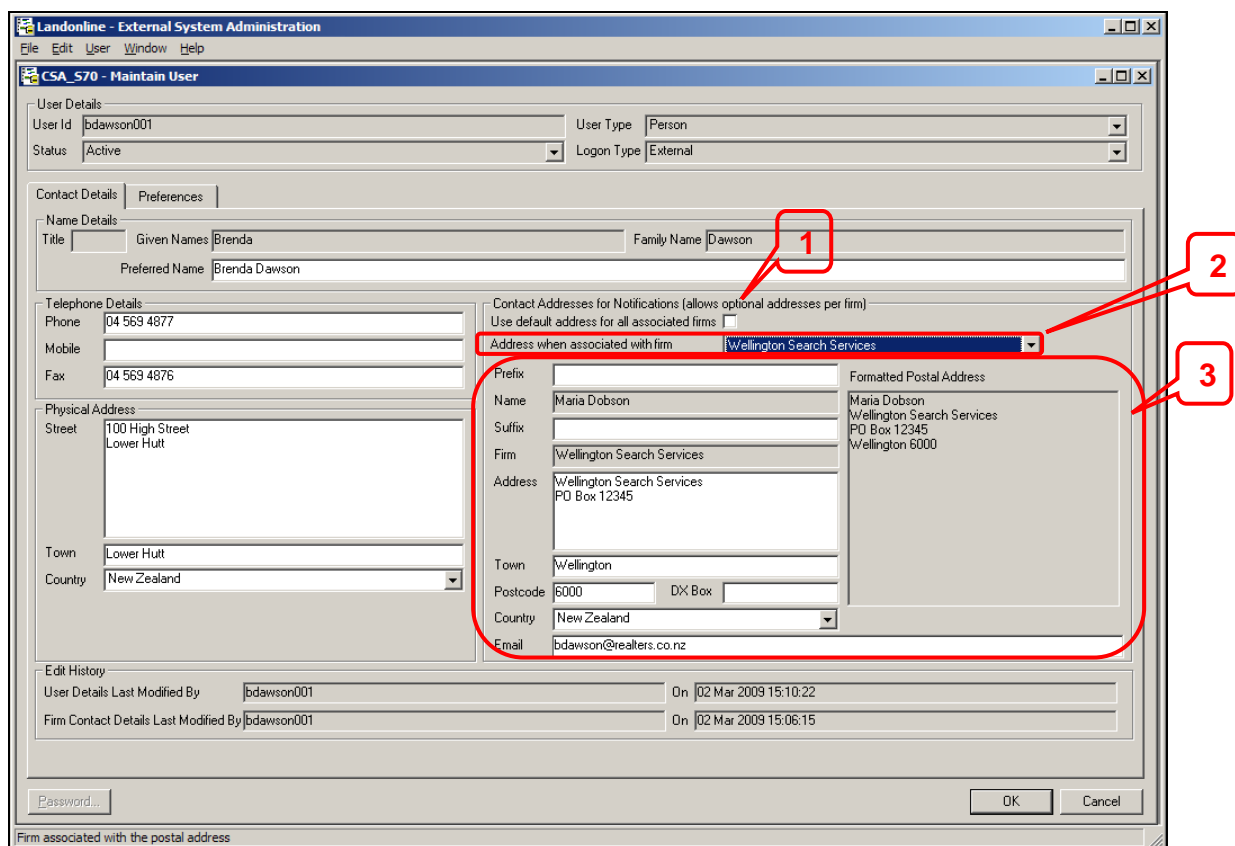 Landonline - External System Administration
File Edit User Window Help
CSA_S70 - Maintain User
User Details
User Id bdawson001 User Type Person
Status Active Logon Type External
Contact Details Preferences
Name Details
Title Given Names Brenda Family Name Dawson
1
2
Preferred Name Brenda Dawson
Telephone Details
Phone 04 569 4877
Mobile
Fax 04 569 4876
Physical Address
Street 100 High Street
Lower Hutt
Town Lower Hutt
Country New Zealand
Contact Addresses for Notifications (allows optional addresses per firm)
Use default address for all associated firms
Address when associated with firm Wellington Search Services
3
Prefix
Name Maria Dobson
Suffix
Firm Wellington Search Services
Address Wellington Search Services
PO Box 12345
Town Wellington
Postcode 6000 DX Box
Country New Zealand
Email bdawson@realters.co.nz
Formatted Postal Address
Maria Dobson
Wellington Search Services
PO Box 12345
Wellington 6000
Edit History
User Details Last Modified By bdawson001 On 02 Mar 2009 15:10:22
Firm Contact Details Last Modified By bdawson001 On 02 Mar 2009 15:06:15
Password... OK Cancel
Firm associated with the postal address